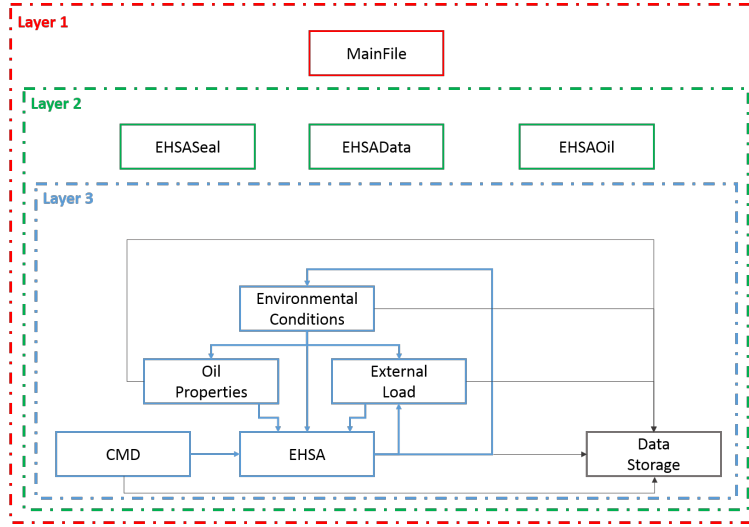 Layer 1
MainFile
Layer 2
EHSASeal
EHSAData
EHSAOil
Layer 3
Environmental
Conditions
Oil
Properties
External
Load
CMD
EHSA
Data
Storage